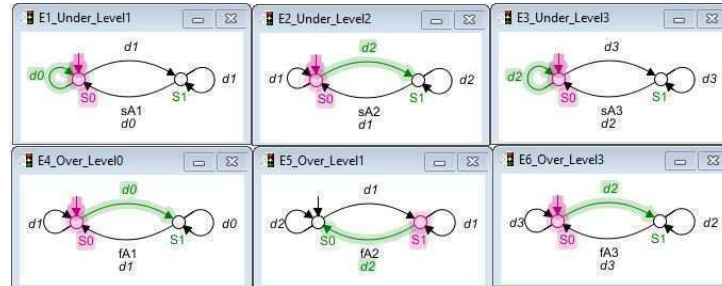 E1_Under_Level1
d1
d0
d1
S0
S1
sA1
d0
E2_Under_Level2
d2
d1
d2
S0
S1
sA2
d1
E3_Under_Level3
d3
d2
d3
S0
S1
sA3
d2
E4_Over_Level0
d0
d1
d0
S0
S1
fA1
d1
E5_Over_Level1
d1
d2
d1
S0
S1
fA2
d2
E6_Over_Level3
d2
d3
d2
S0
S1
fA3
d3